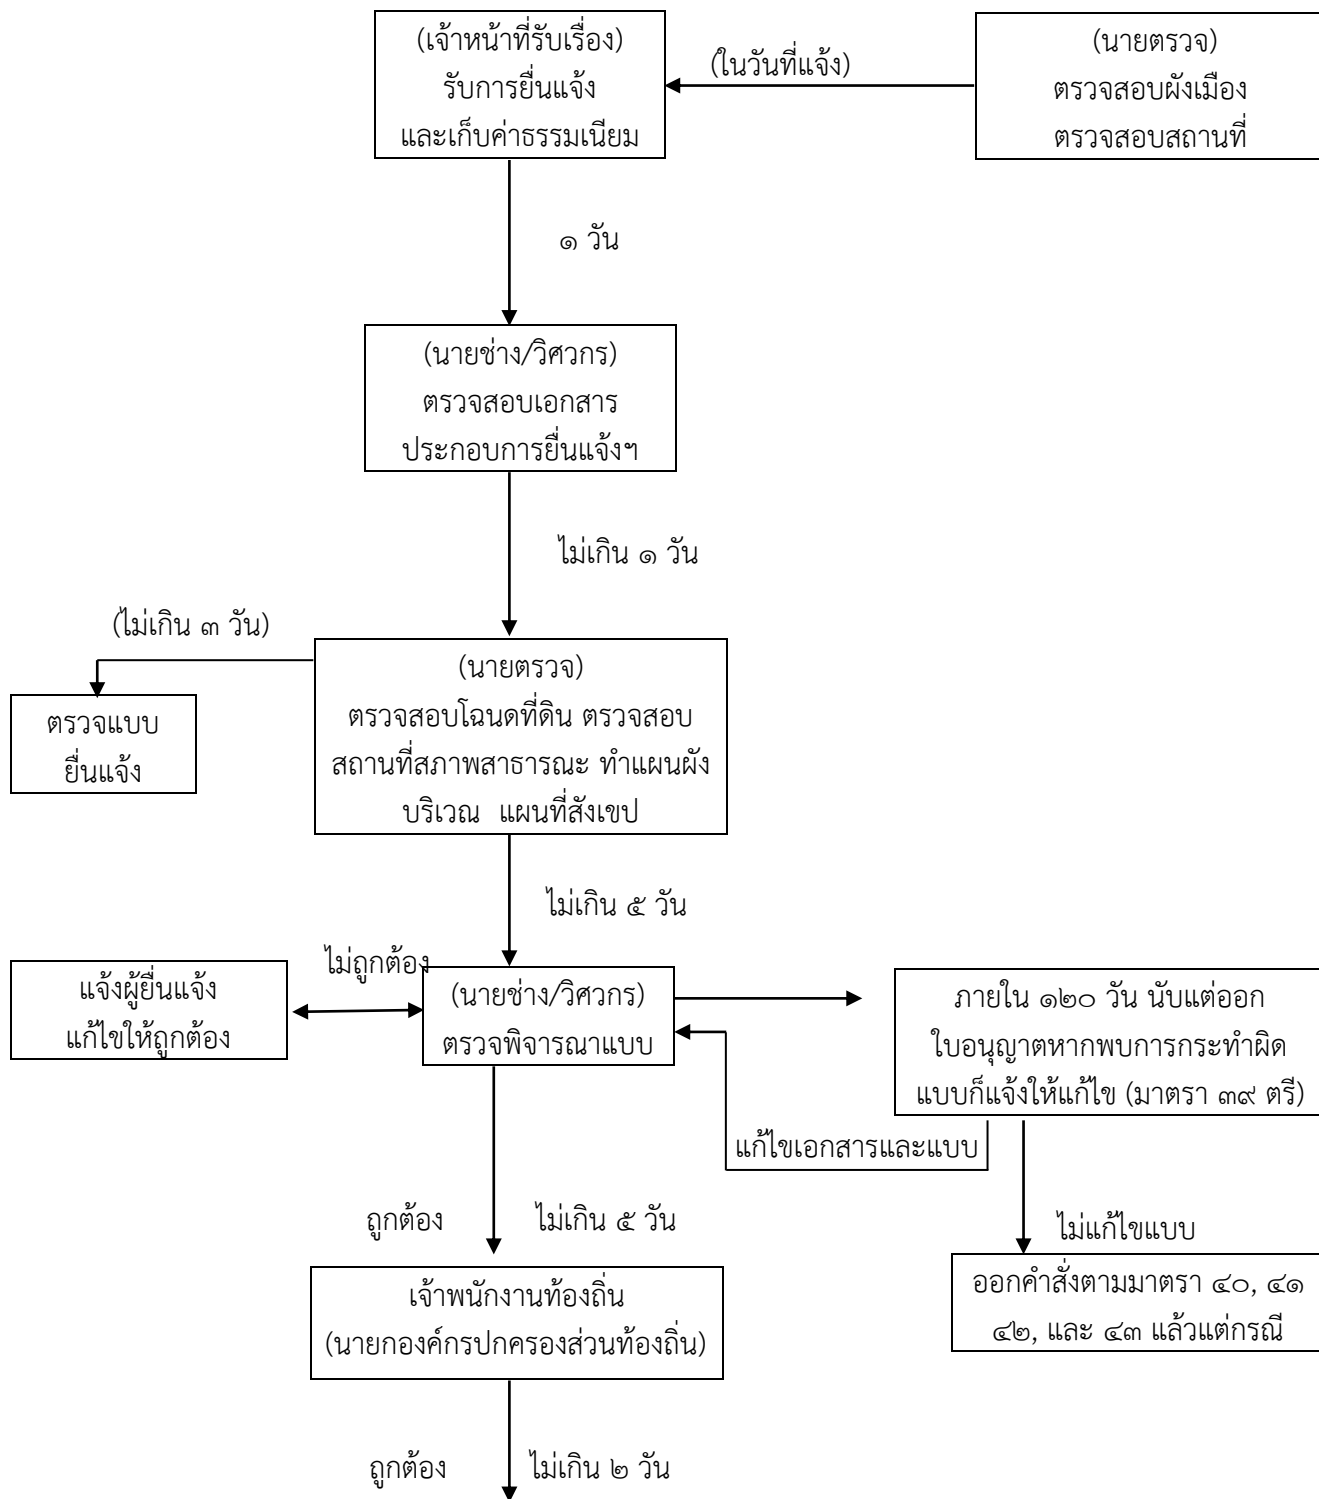 (เจ้าหน้าที่รับเรื่อง)
รับการยื่นแจ้ง
และเก็บค่าธรรมเนียม
(ในวันที่แจ้ง)
(นายตรวจ)
ตรวจสอบผังเมือง
ตรวจสอบสถานที่
๑ วัน
(นายช่าง/วิศวกร)
ตรวจสอบเอกสาร
ประกอบการยื่นแจ้งฯ
ไม่เกิน ๑ วัน
(ไม่เกิน ๓ วัน)
ตรวจแบบ
ยื่นแจ้ง
(นายตรวจ)
ตรวจสอบโฉนดที่ดิน ตรวจสอบ
สถานที่สภาพสาธารณะ ทำแผนผัง
บริเวณ แผนที่สังเขป
ไม่เกิน ๕ วัน
ไม่ถูกต้อง
แจ้งผู้ยื่นแจ้ง
แก้ไขให้ถูกต้อง
(นายช่าง/วิศวกร)
ตรวจพิจารณาแบบ
ภายใน ๑๒๐ วัน นับแต่ออก
ใบอนุญาตหากพบการกระทำผิด
แบบก็แจ้งให้แก้ไข (มาตรา ๓๙ ตรี)
แก้ไขเอกสารและแบบ
ถูกต้อง
ไม่เกิน ๕ วัน
ไม่แก้ไขแบบ
ออกคำสั่งตามมาตรา ๔๐, ๔๑
๔๒, และ ๔๓ แล้วแต่กรณี
เจ้าพนักงานท้องถิ่น
(นายกองค์กรปกครองส่วนท้องถิ่น)
ถูกต้อง
ไม่เกิน ๒ วัน